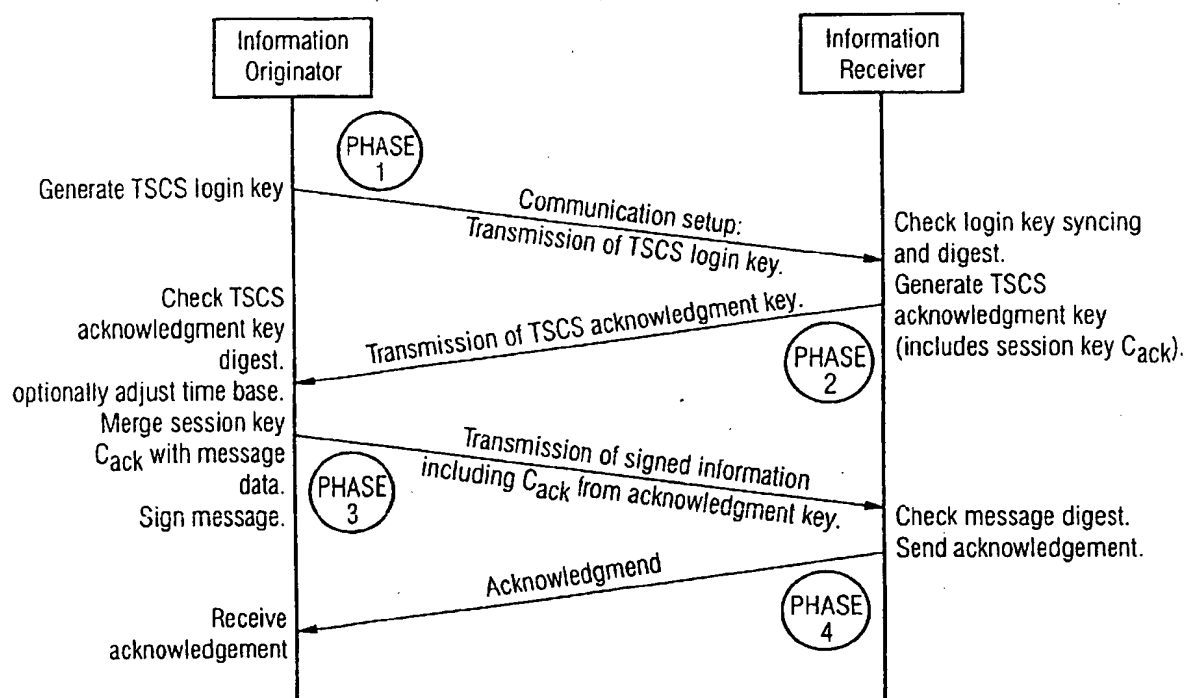 Information
Originator
Information
Receiver
PHASE
1
Generate TSCS login key
Communication setup:
Transmission of TSCS login key.
Check login key syncing
and digest.
Generate TSCS
acknowledgment key
(includes session key Cack).
Transmission of TSCS acknowledgment key.
PHASE
2
Check TSCS
acknowledgment key
digest.
optionally adjust time base.
Merge session key
Cack with message
data.
Sign message.
PHASE
3
Transmission of signed information
including Cack from acknowledgment key.
Check message digest.
Send acknowledgement.
Acknowledgmend
PHASE
4
Receive
acknowledgement